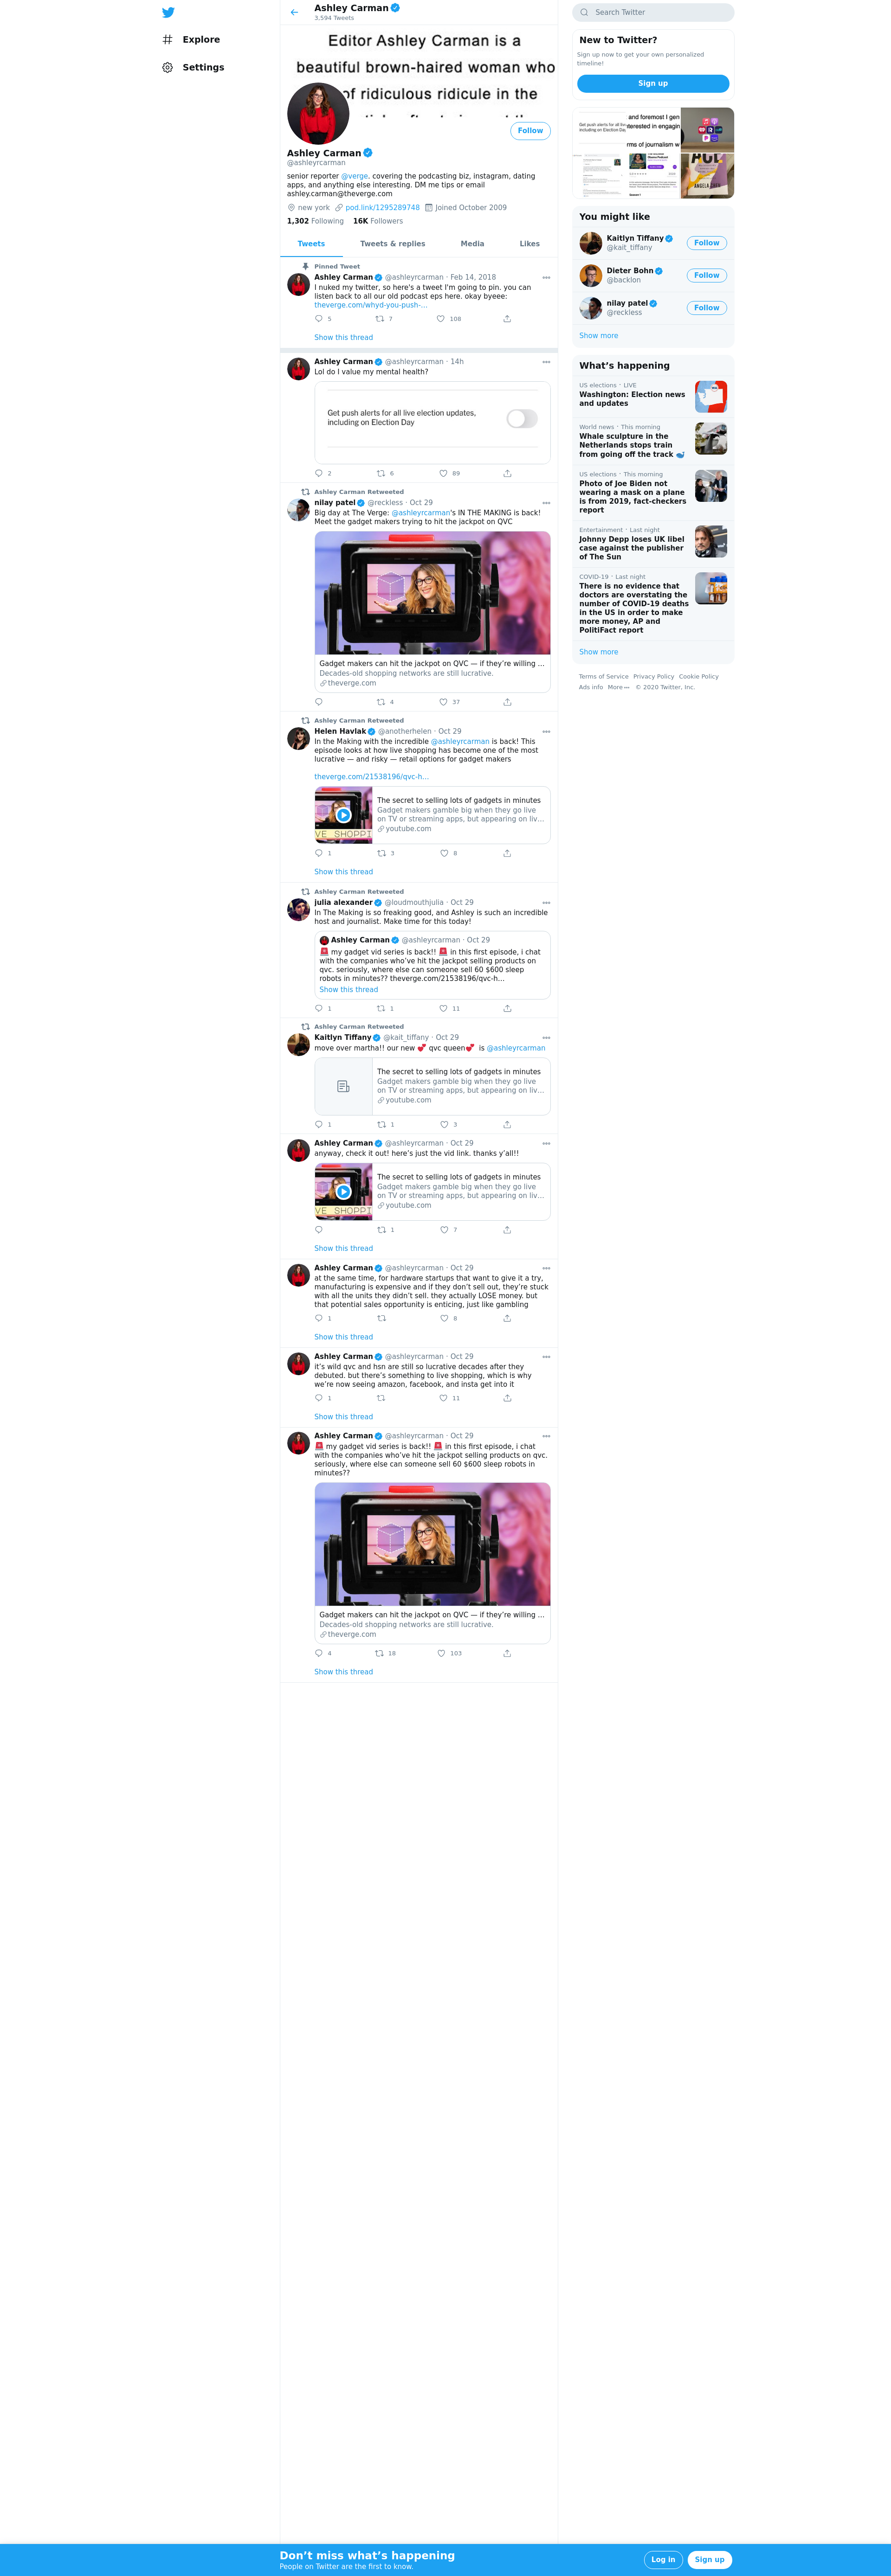 Explore
Settings
Ashley Carman
3,594 Tweets
Editor Ashley Carman is a
beautiful brown-haired woman who
of ridiculous ridicule in the
Follow
Ashley Carman
@ashleyrcarman
senior reporter @verge. covering the podcasting biz, instagram, dating
apps, and anything else interesting. DM me tips or email
ashley.carman@theverge.com
new york pod.link/1295289748 Joined October 2009
1,302 Following 16K Followers
Tweets Tweets & replies Media Likes
Pinned Tweet
Ashley Carman @ashleyrcarman · Feb 14, 2018
I nuked my twitter, so here's a tweet I'm going to pin. you can
listen back to all our old podcast eps here. okay byeee:
theverge.com/whyd-you-push-…
5 7 108
Show this thread
Ashley Carman @ashleyrcarman · 14h
Lol do I value my mental health?
Get push alerts for all live election updates,
including on Election Day
2 6 89
Ashley Carman Retweeted
nilay patel @reckless · Oct 29
Big day at The Verge: @ashleyrcarman's IN THE MAKING is back!
Meet the gadget makers trying to hit the jackpot on QVC
Gadget makers can hit the jackpot on QVC — if they're willing …
Decades-old shopping networks are still lucrative.
theverge.com
4 37
Ashley Carman Retweeted
Helen Havlak @anotherhelen · Oct 29
In the Making with the incredible @ashleyrcarman is back! This
episode looks at how live shopping has become one of the most
lucrative — and risky — retail options for gadget makers
theverge.com/21538196/qvc-h…
VE SHOPPI
The secret to selling lots of gadgets in minutes
Gadget makers gamble big when they go live
on TV or streaming apps, but appearing on liv…
youtube.com
1 3 8
Show this thread
Ashley Carman Retweeted
julia alexander @loudmouthjulia · Oct 29
In The Making is so freaking good, and Ashley is such an incredible
host and journalist. Make time for this today!
Ashley Carman @ashleyrcarman · Oct 29
🚨 my gadget vid series is back!! 🚨 in this first episode, i chat
with the companies who've hit the jackpot selling products on
qvc. seriously, where else can someone sell 60 $600 sleep
robots in minutes?? theverge.com/21538196/qvc-h…
Show this thread
1 1 11
Ashley Carman Retweeted
Kaitlyn Tiffany @kait_tiffany · Oct 29
move over martha!! our new 💞 qvc queen💞 is @ashleyrcarman
The secret to selling lots of gadgets in minutes
Gadget makers gamble big when they go live
on TV or streaming apps, but appearing on liv…
youtube.com
1 1 3
Ashley Carman @ashleyrcarman · Oct 29
anyway, check it out! here's just the vid link. thanks y'all!!
VE SHOPPI
The secret to selling lots of gadgets in minutes
Gadget makers gamble big when they go live
on TV or streaming apps, but appearing on liv…
youtube.com
1 7
Show this thread
Ashley Carman @ashleyrcarman · Oct 29
at the same time, for hardware startups that want to give it a try,
manufacturing is expensive and if they don't sell out, they're stuck
with all the units they didn't sell. they actually LOSE money. but
that potential sales opportunity is enticing, just like gambling
1 8
Show this thread
Ashley Carman @ashleyrcarman · Oct 29
it's wild qvc and hsn are still so lucrative decades after they
debuted. but there's something to live shopping, which is why
we're now seeing amazon, facebook, and insta get into it
1 11
Show this thread
Ashley Carman @ashleyrcarman · Oct 29
🚨 my gadget vid series is back!! 🚨 in this first episode, i chat
with the companies who've hit the jackpot selling products on qvc.
seriously, where else can someone sell 60 $600 sleep robots in
minutes??
Gadget makers can hit the jackpot on QVC — if they're willing …
Decades-old shopping networks are still lucrative.
theverge.com
4 18 103
Show this thread
Search Twitter
New to Twitter?
Sign up now to get your own personalized
timeline!
Sign up
Get push alerts for all live
including on Election Day
and foremost I gen
terested in engagin
rms of journalism w
You might like
Kaitlyn Tiffany
@kait_tiffany
Follow
Dieter Bohn
@backlon
Follow
nilay patel
@reckless
Follow
Show more
What's happening
US elections · LIVE
Washington: Election news
and updates
World news · This morning
Whale sculpture in the
Netherlands stops train
from going off the track 🐋
US elections · This morning
Photo of Joe Biden not
wearing a mask on a plane
is from 2019, fact-checkers
report
Entertainment · Last night
Johnny Depp loses UK libel
case against the publisher
of The Sun
COVID-19 · Last night
There is no evidence that
doctors are overstating the
number of COVID-19 deaths
in the US in order to make
more money, AP and
PolitiFact report
Show more
Terms of Service Privacy Policy Cookie Policy
Ads info More © 2020 Twitter, Inc.
Don't miss what's happening
People on Twitter are the first to know.
Log in
Sign up